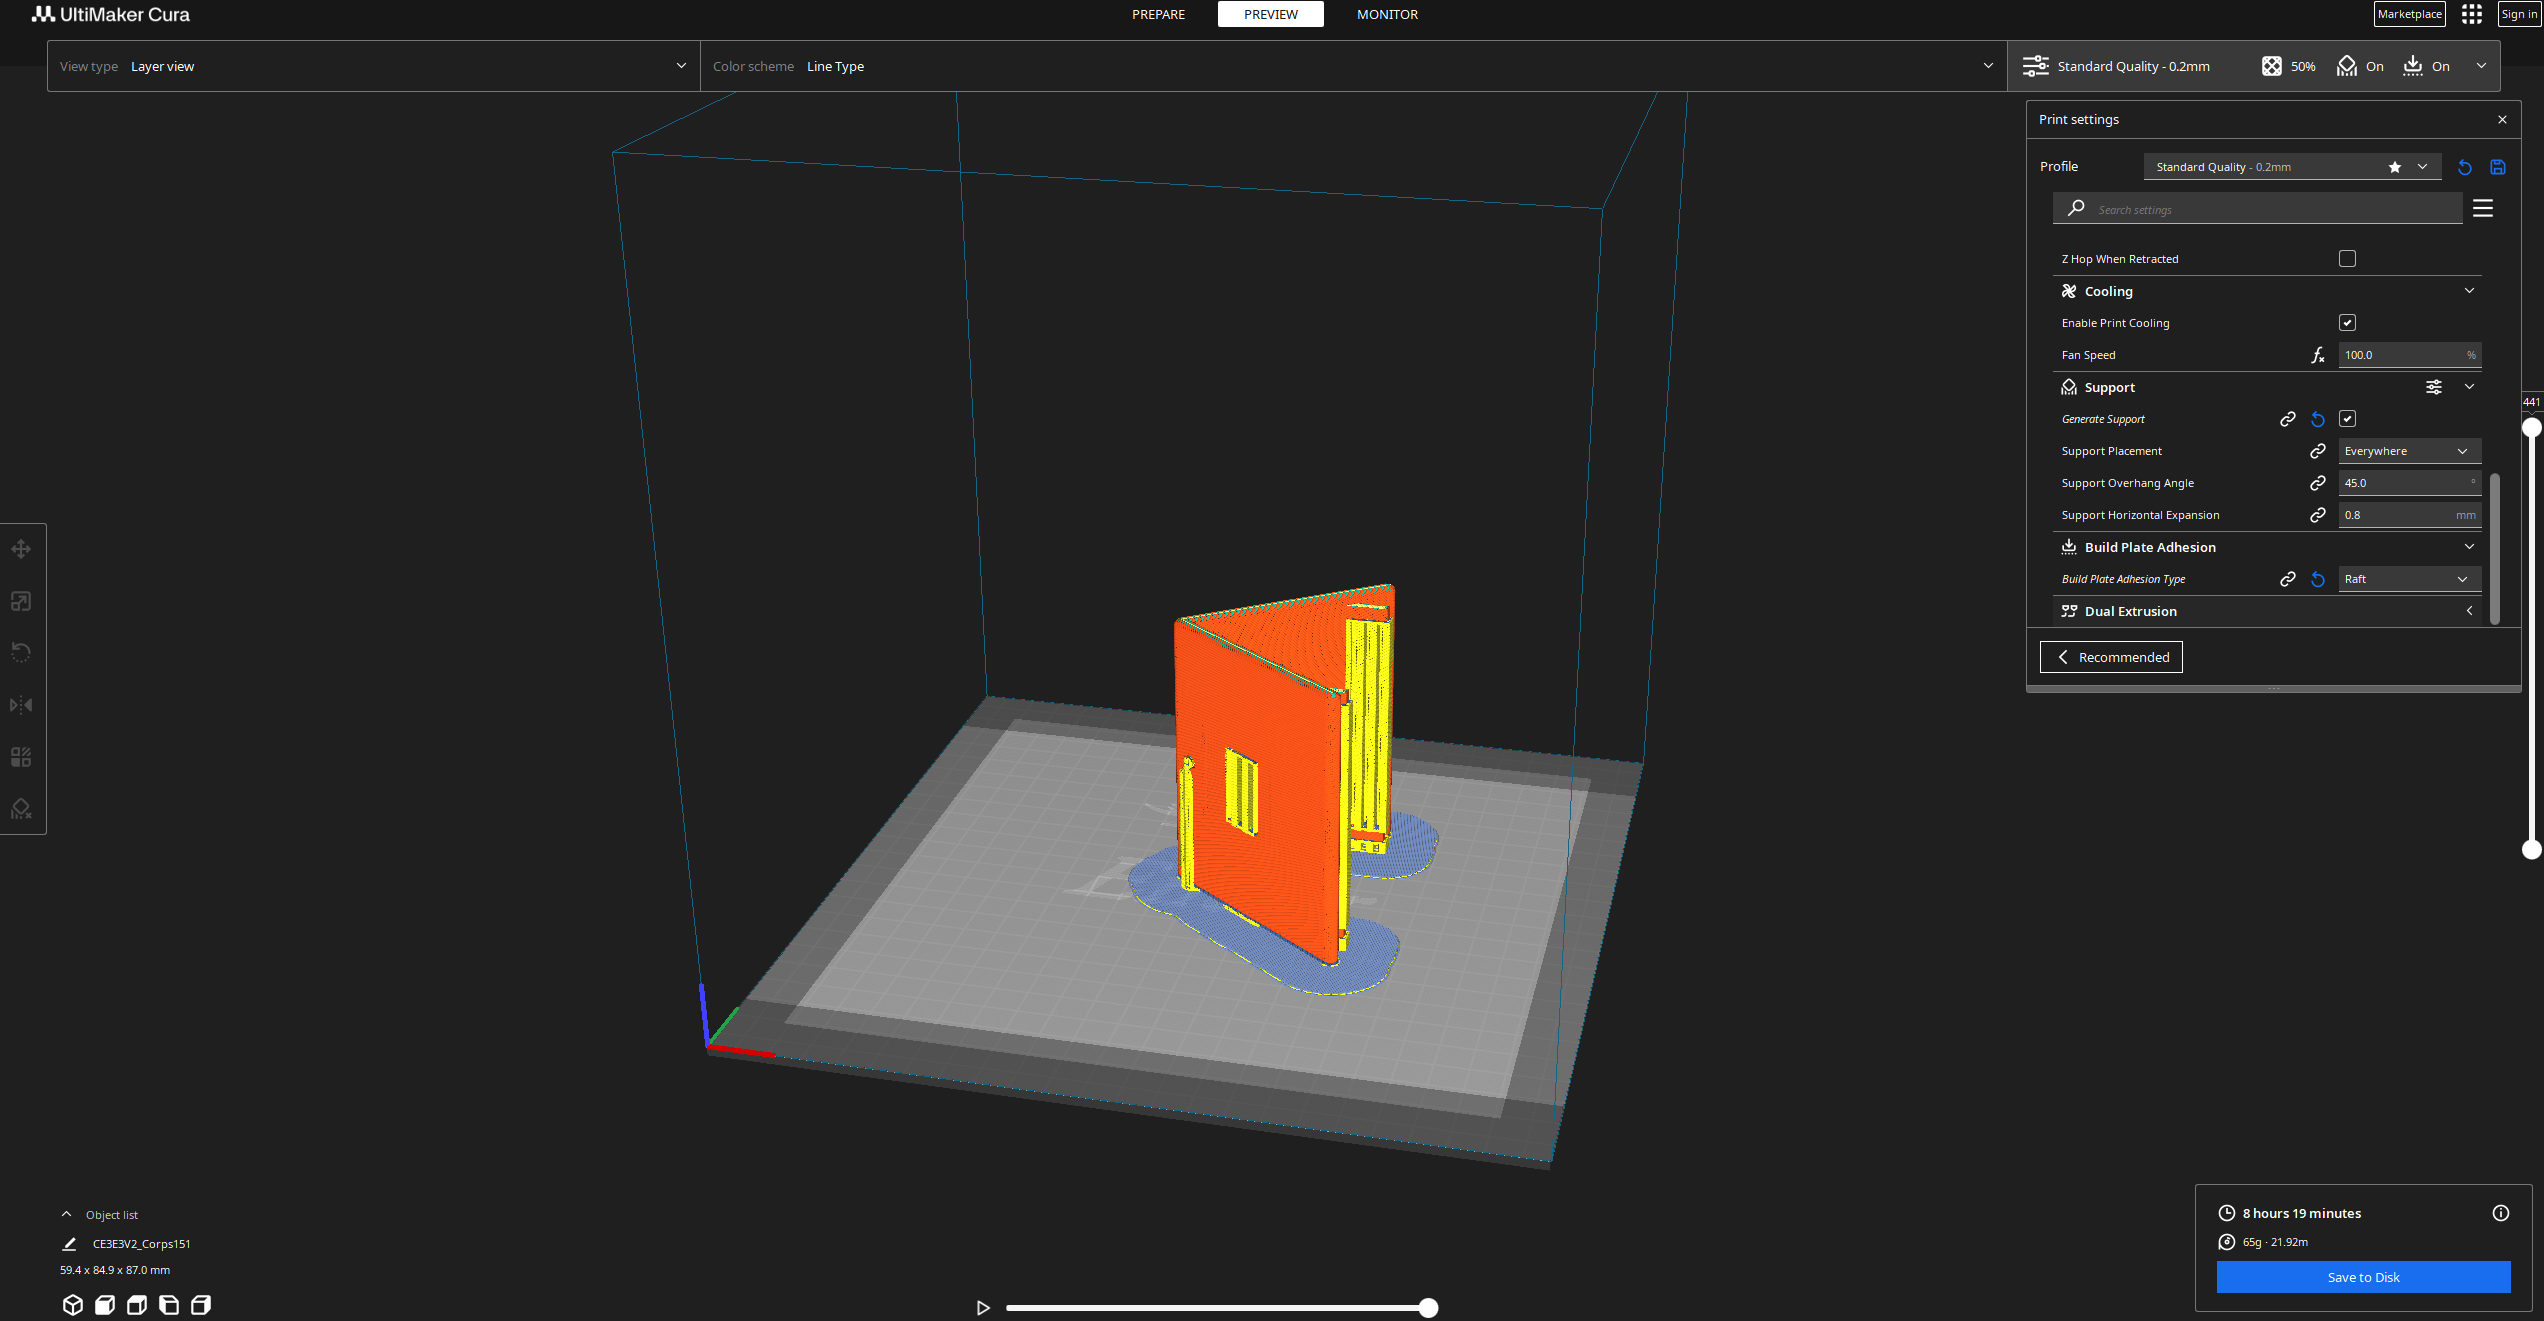 UltiMaker Cura
PREPARE
PREVIEW
MONITOR
Marketplace
Sign in
View type Layer view
Color scheme Line Type
Standard Quality - 0.2mm
50%
On
On
Print settings
Profile
Standard Quality - 0.2mm
Search settings
Z Hop When Retracted
Cooling
Enable Print Cooling
Fan Speed
100.0 %
Support
Generate Support
Support Placement
Everywhere
Support Overhang Angle
45.0 °
Support Horizontal Expansion
0.8 mm
Build Plate Adhesion
Build Plate Adhesion Type
Raft
Dual Extrusion
Recommended
441
Object list
CE3E3V2_Corps151
59.4 x 84.9 x 87.0 mm
8 hours 19 minutes
65g · 21.92m
Save to Disk